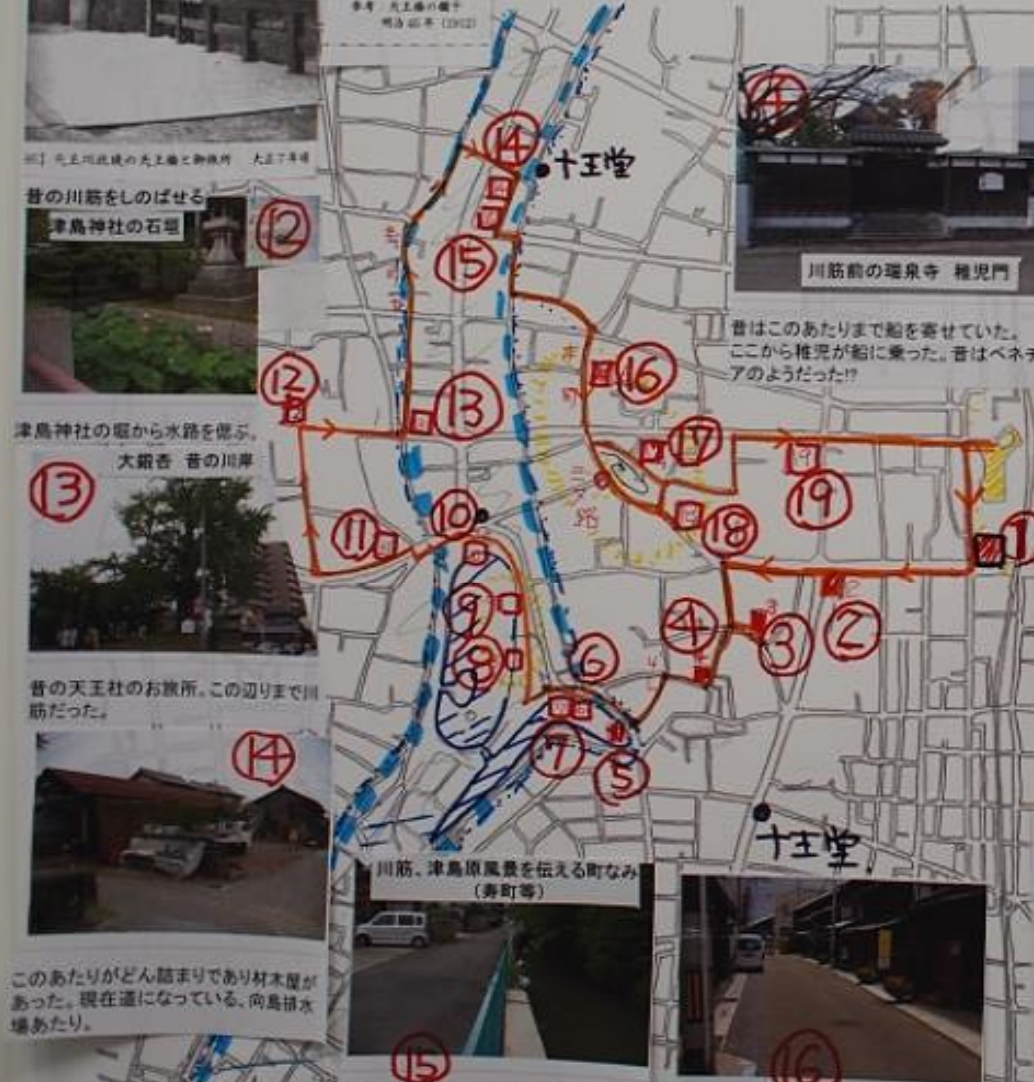 参考:天王橋の欄干
明治45年(1912)
天王川北堤の天王橋と御旅所 大正7年頃
昔の川筋をしのばせる
津島神社の石垣
⑫
津島神社の堀から水路を偲ぶ。
大銀杏 昔の川岸
⑬
昔の天王社のお旅所。この辺りまで川
筋だった。
⑭
このあたりがどん詰まりであり材木屋が
あった。現在道になっている、向島排水
場あたり。
④
川筋前の瑞泉寺 稚児門
昔はこのあたりまで船を寄せていた。
ここから稚児が船に乗った。昔はベネチ
アのようだった!?
⑭
十王堂
⑮
⑯
⑫
⑬
⑰
⑲
⑩
⑪
⑱
1
⑨
④
③
②
⑧
⑥
⑦
⑤
十王堂
川筋、津島原風景を伝える町なみ
(寿町等)
⑮
⑯